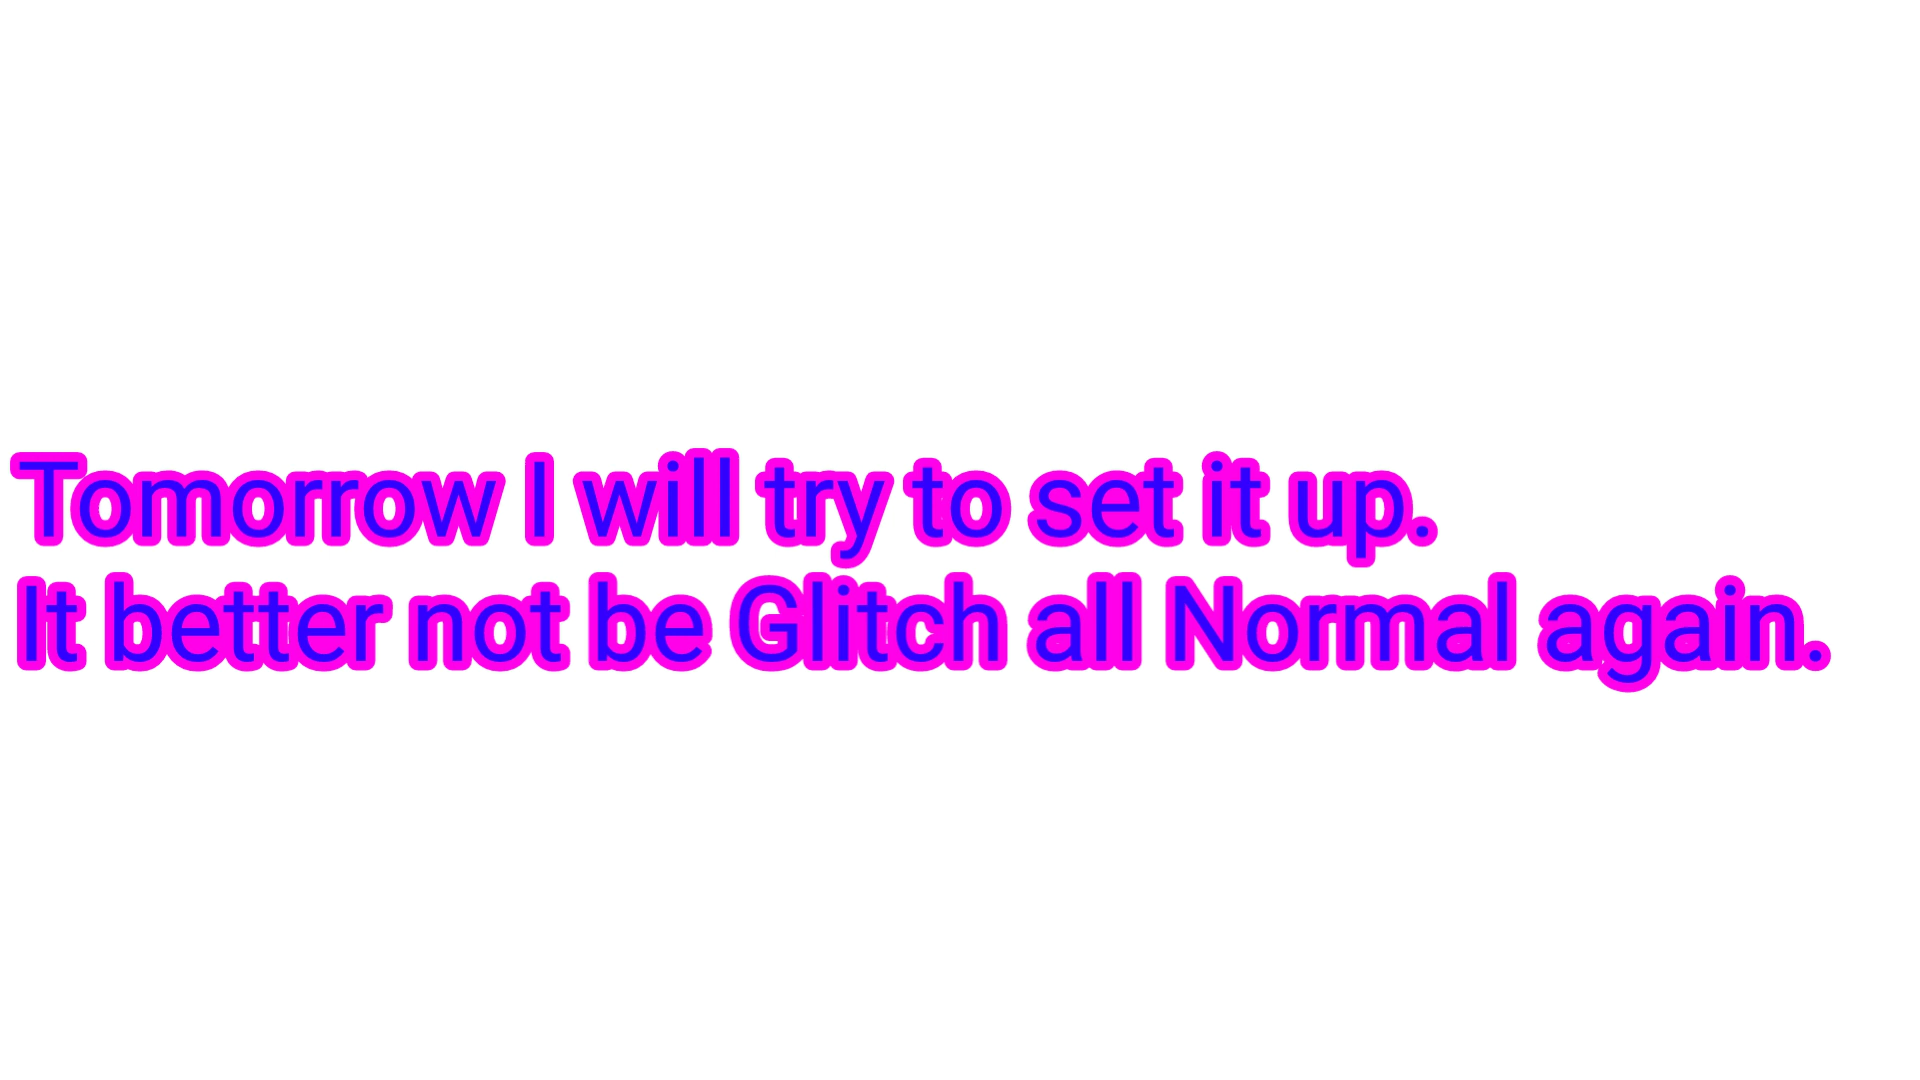 Tomorrow I will try to set it up.
It better not be Glitch all Normal again.